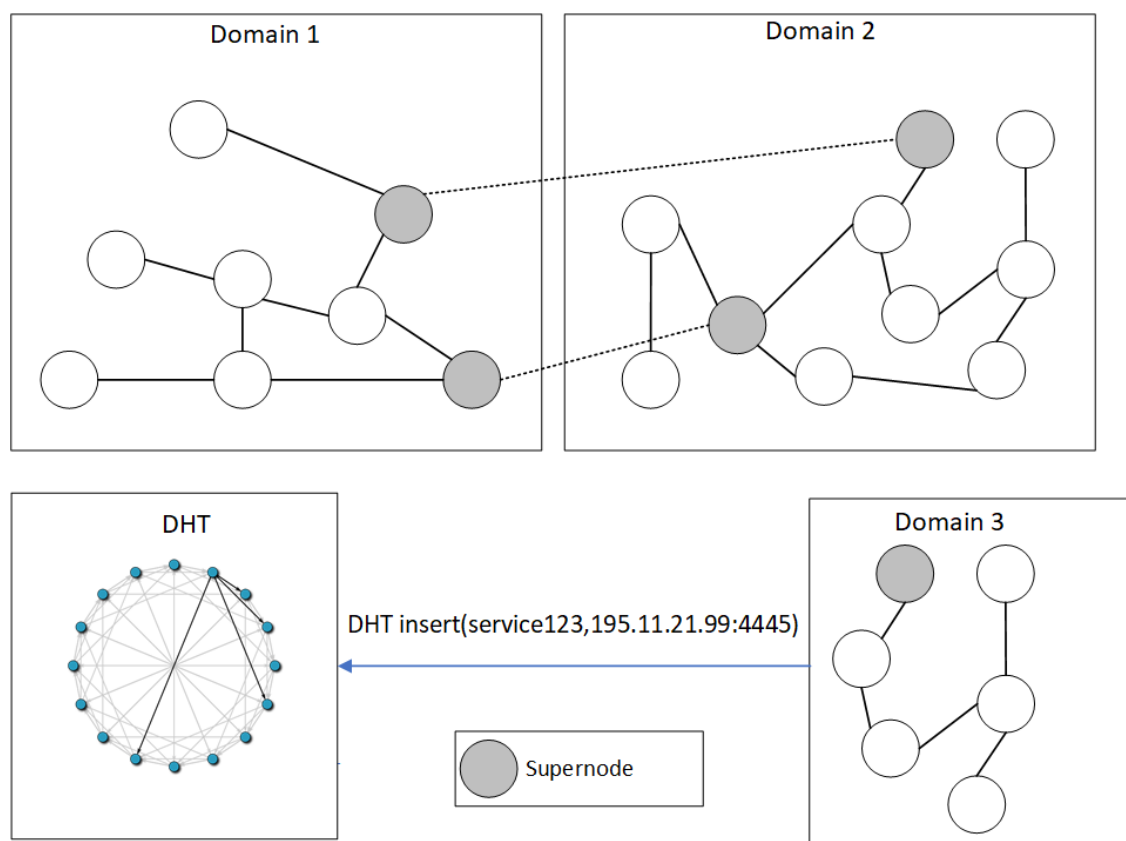 Domain 1
Domain 2
DHT
Domain 3
DHT insert(service123,195.11.21.99:4445)
Supernode